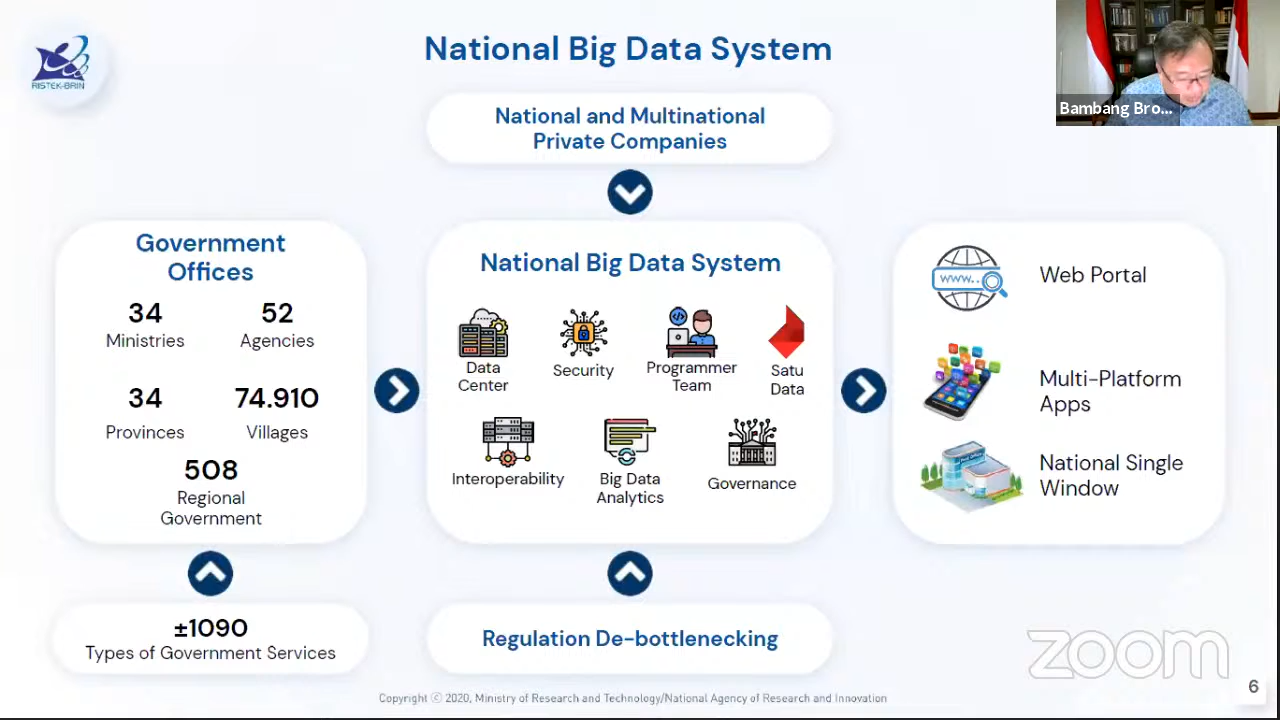 National Big Data System
RISTEK-BRIN
Bambang Bro...
National and Multinational
Private Companies
Government
Offices
34
Ministries
52
Agencies
34
Provinces
74.910
Villages
508
Regional
Government
±1090
Types of Government Services
National Big Data System
Data
Center
Security
Programmer
Team
Satu
Data
Interoperability
Big Data
Analytics
Governance
Regulation De-bottlenecking
www..
Web Portal
Multi-Platform
Apps
National Single
Window
zoom
Copyright ⓒ 2020, Ministry of Research and Technology/National Agency of Research and Innovation
6